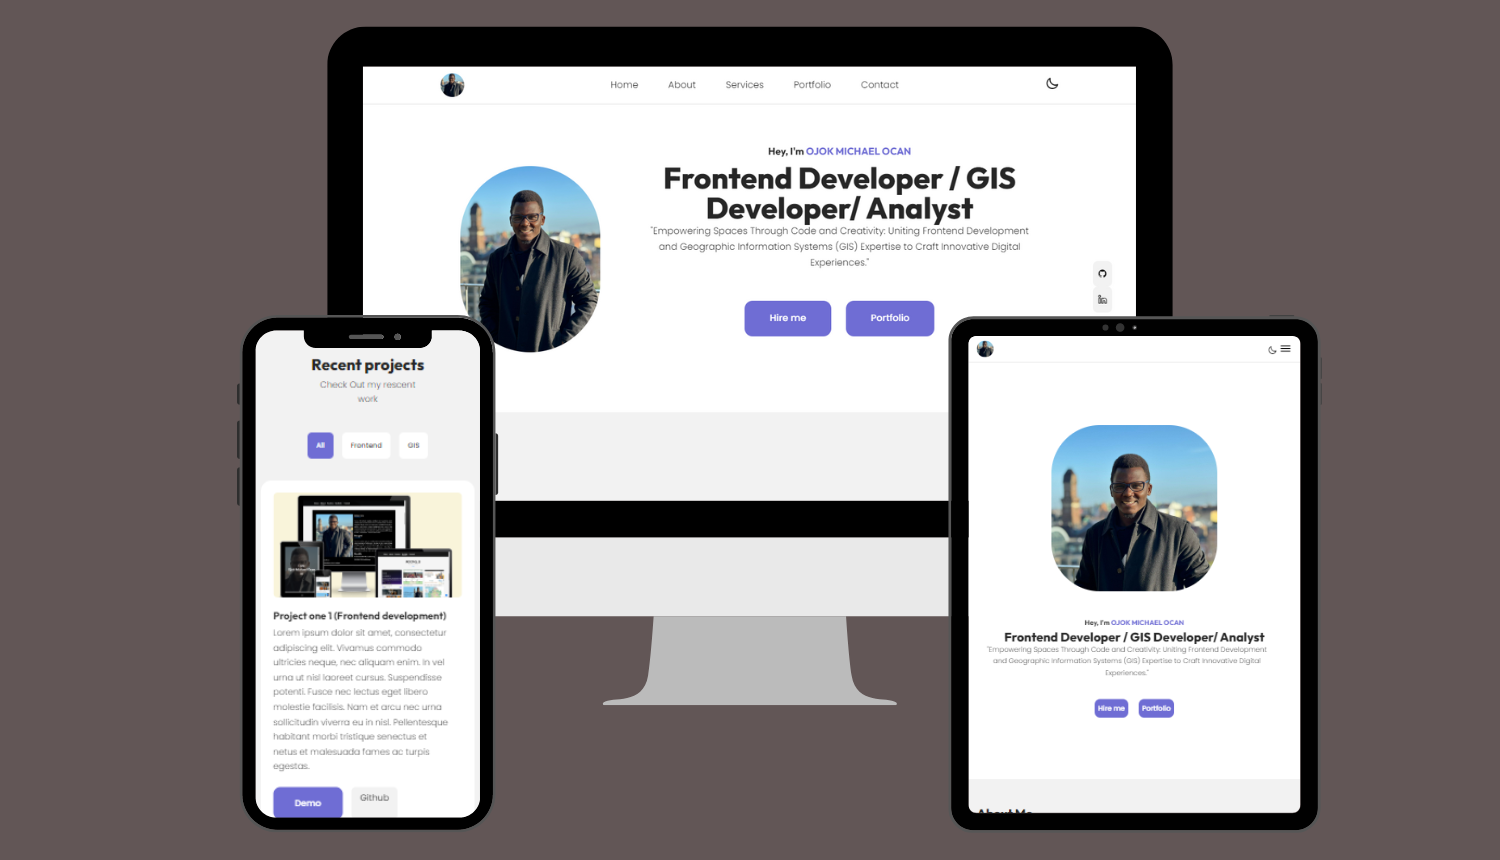 Home About Services Portfolio Contact
Hey, I'm OJOK MICHAEL OCAN
Frontend Developer / GIS
Developer/ Analyst
"Empowering Spaces Through Code and Creativity: Uniting Frontend Development
and Geographic Information Systems (GIS) Expertise to Craft Innovative Digital
Experiences."
Hire me Portfolio
Recent projects
Check Out my rescent
work
All Frontend GIS
Project one 1 (Frontend development)
Lorem ipsum dolor sit amet, consectetur
adipiscing elit. Vivamus commodo
ultricies neque, nec aliquam enim. In vel
urna ut nisl laoreet cursus. Suspendisse
potenti. Fusce nec lectus eget libero
molestie facilisis. Nam et arcu nec urna
sollicitudin viverra eu in nisl. Pellentesque
habitant morbi tristique senectus et
netus et malesuada fames ac turpis
egestas.
Demo Github
Hey, I'm OJOK MICHAEL OCAN
Frontend Developer / GIS Developer/ Analyst
"Empowering Spaces Through Code and Creativity: Uniting Frontend Development
and Geographic Information Systems (GIS) Expertise to Craft Innovative Digital
Experiences."
Hire me Portfolio
About Me